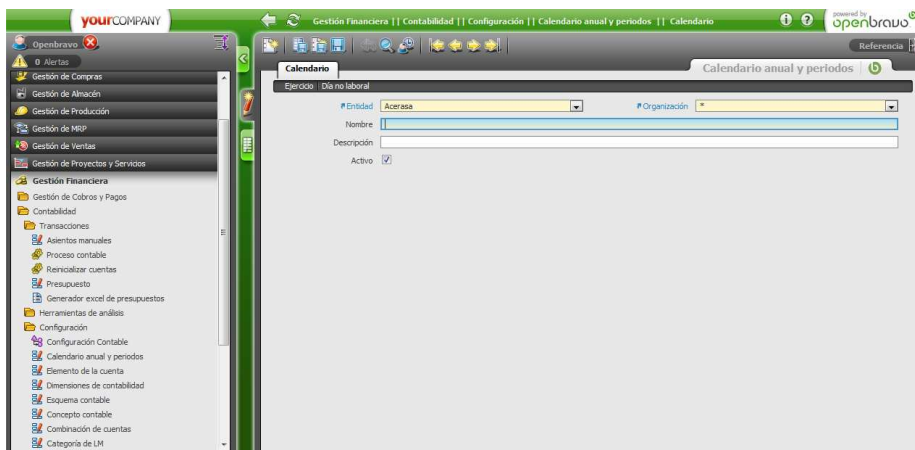 yourCOMPANY
Gestión Financiera || Contabilidad || Configuración || Calendario anual y periodos || Calendario
powered by
openbravo
Openbravo
0 Alertas
Referencia
Gestión de Compras
Gestión de Almacén
Gestión de Producción
Gestión de MRP
Gestión de Ventas
Gestión de Proyectos y Servicios
Gestión Financiera
Gestión de Cobros y Pagos
Contabilidad
Transacciones
Asientos manuales
Proceso contable
Reinicializar cuentas
Presupuesto
Generador excel de presupuestos
Herramientas de análisis
Configuración
Configuración Contable
Calendario anual y periodos
Elemento de la cuenta
Dimensiones de contabilidad
Esquema contable
Concepto contable
Combinación de cuentas
Categoría de LM
Calendario
Calendario anual y periodos
Ejercicio Día no laboral
Entidad Acerasa Organización *
Nombre
Descripción
Activo